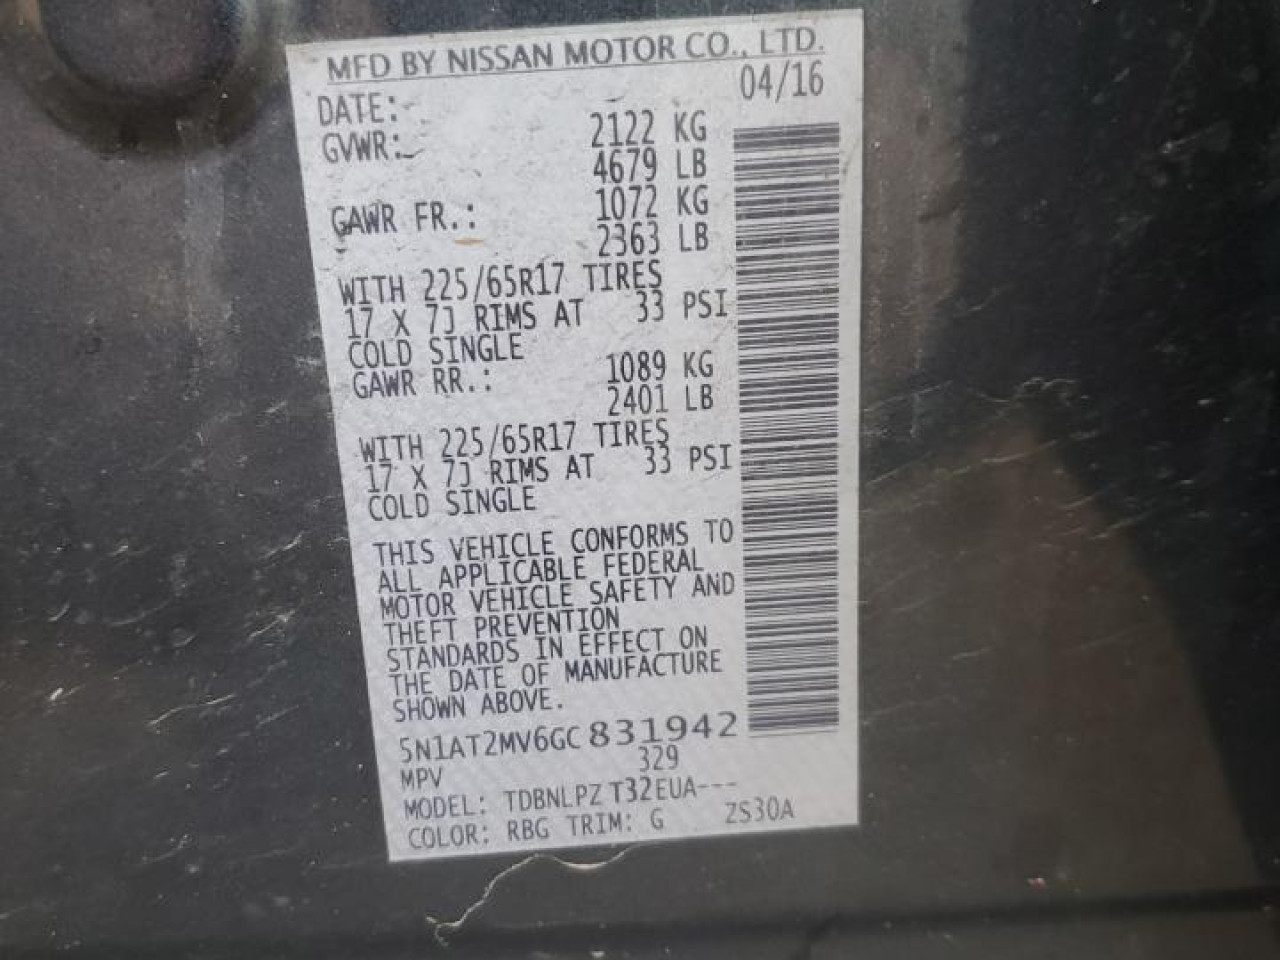 MFD BY NISSAN MOTOR CO., LTD.
DATE: 04/16
GVWR: 2122 KG
4679 LB
GAWR FR.: 1072 KG
2363 LB
WITH 225/65R17 TIRES
17 X 7J RIMS AT 33 PSI
COLD SINGLE
GAWR RR.: 1089 KG
2401 LB
WITH 225/65R17 TIRES
17 X 7J RIMS AT 33 PSI
COLD SINGLE
THIS VEHICLE CONFORMS TO
ALL APPLICABLE FEDERAL
MOTOR VEHICLE SAFETY AND
THEFT PREVENTION
STANDARDS IN EFFECT ON
THE DATE OF MANUFACTURE
SHOWN ABOVE.
5N1AT2MV6GC831942
MPV 329
MODEL: TDBNLPZ T32EUA---
COLOR: RBG TRIM: G ZS30A